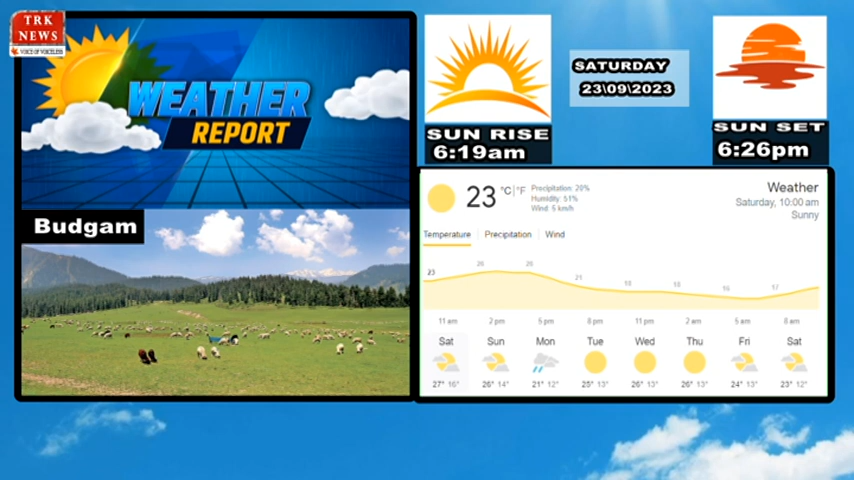 TRK
NEWS
VOICE OF VOICELESS
WEATHER
REPORT
Budgam
SUN RISE
6:19am
SATURDAY
23\09\2023
SUN SET
6:26pm
23 °C | °F
Precipitation: 20%
Humidity: 51%
Wind: 6 km/h
Weather
Saturday, 10:00 am
Sunny
Temperature | Precipitation | Wind
23 26 26 21 18 18 16 17
11 am 2 pm 5 pm 8 pm 11 pm 2 am 5 am 8 am
Sat Sun Mon Tue Wed Thu Fri Sat
27° 16° 26° 14° 21° 12° 25° 13° 26° 13° 26° 13° 24° 13° 23° 12°